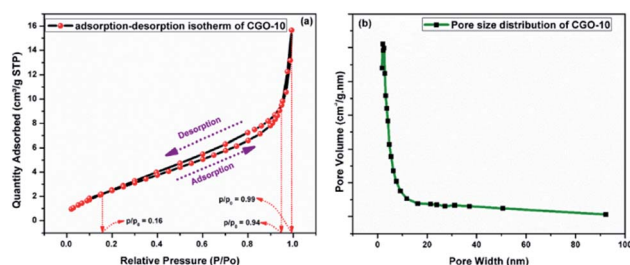 (a)
adsorption-desorption isotherm of CGO-10
Quantity Adsorbed (cm³/g STP)
16
14
12
10
8
6
4
2
0
Desorption
Adsorption
p/p₀ = 0.16
p/p₀ = 0.99
p/p₀ = 0.94
0.0 0.2 0.4 0.6 0.8 1.0
Relative Pressure (P/Po)
(b)
Pore size distribution of CGO-10
Pore Volume (cm³/g.nm)
0 20 40 60 80 100
Pore Width (nm)